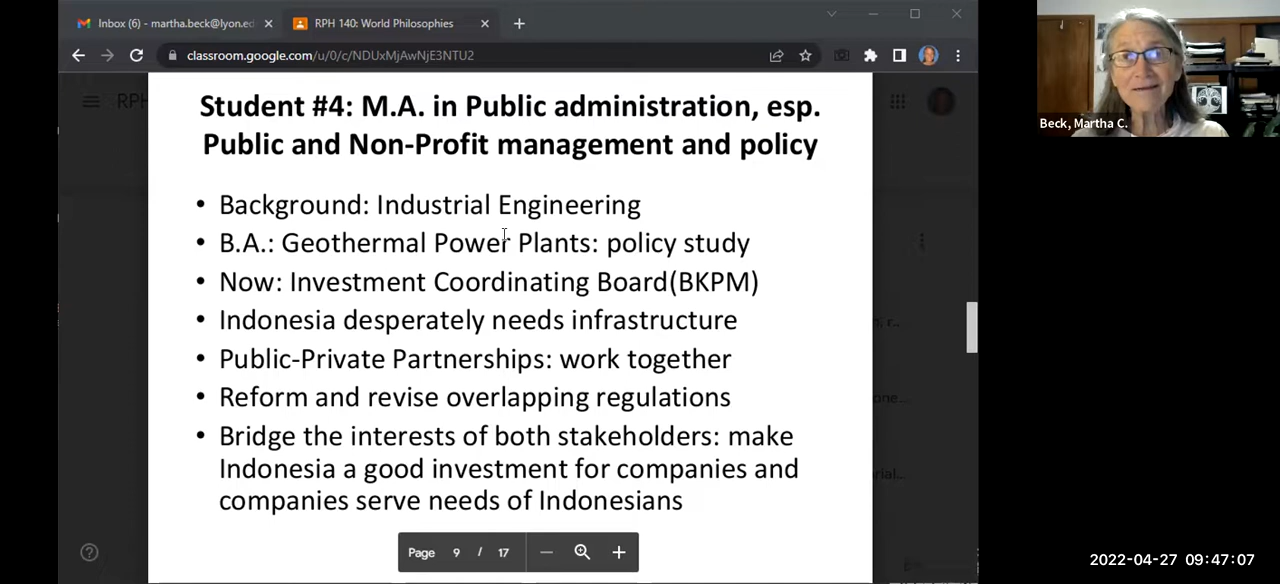 Inbox (6) - martha.beck@lyon.ed
RPH 140: World Philosophies
classroom.google.com/u/0/c/NDUxMjAwNjE3NTU2
RPH
Student #4: M.A. in Public administration, esp.
Public and Non-Profit management and policy
• Background: Industrial Engineering
• B.A.: Geothermal Power Plants: policy study
• Now: Investment Coordinating Board(BKPM)
• Indonesia desperately needs infrastructure
• Public-Private Partnerships: work together
• Reform and revise overlapping regulations
• Bridge the interests of both stakeholders: make
Indonesia a good investment for companies and
companies serve needs of Indonesians
Page 9 / 17
Beck, Martha C.
2022-04-27 09:47:07